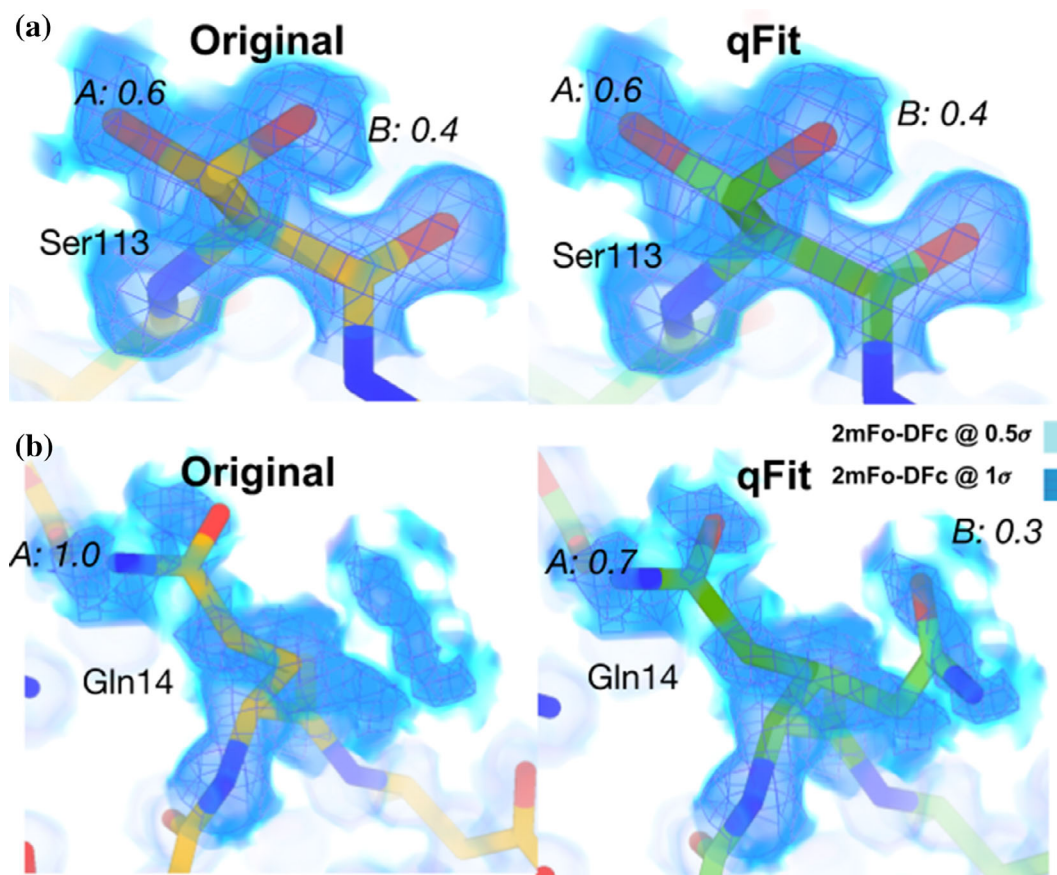 (a)
Original
qFit
A: 0.6
B: 0.4
A: 0.6
B: 0.4
Ser113
Ser113
(b)
Original
qFit
2mFo-DFc @ 0.5σ
2mFo-DFc @ 1σ
A: 1.0
A: 0.7
B: 0.3
Gln14
Gln14